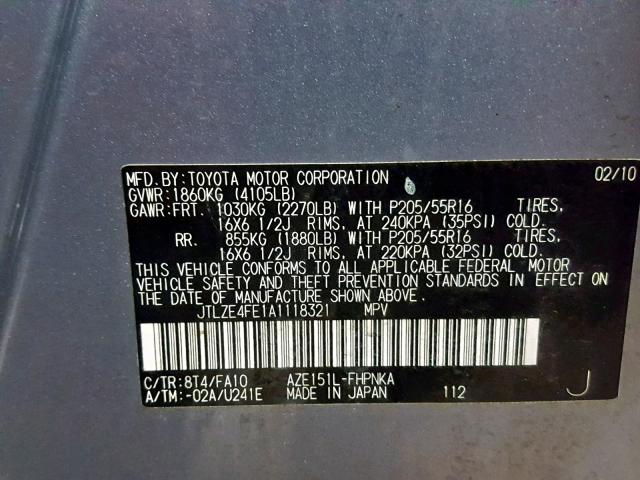 MFD.BY:TOYOTA MOTOR CORPORATION 02/10
GVWR:1860KG (4105LB)
GAWR:FRT. 1030KG (2270LB) WITH P205/55R16 TIRES,
16X6 1/2J RIMS, AT 240KPA (35PSI) COLD.
RR. 855KG (1880LB) WITH P205/55R16 TIRES,
16X6 1/2J RIMS, AT 220KPA (32PSI) COLD.
THIS VEHICLE CONFORMS TO ALL APPLICABLE FEDERAL MOTOR
VEHICLE SAFETY AND THEFT PREVENTION STANDARDS IN EFFECT ON
THE DATE OF MANUFACTURE SHOWN ABOVE.
JTLZE4FE1A1118321 MPV
C/TR:8T4/FA10 AZE151L-FHPNKA
A/TM:-02A/U241E MADE IN JAPAN 112 J